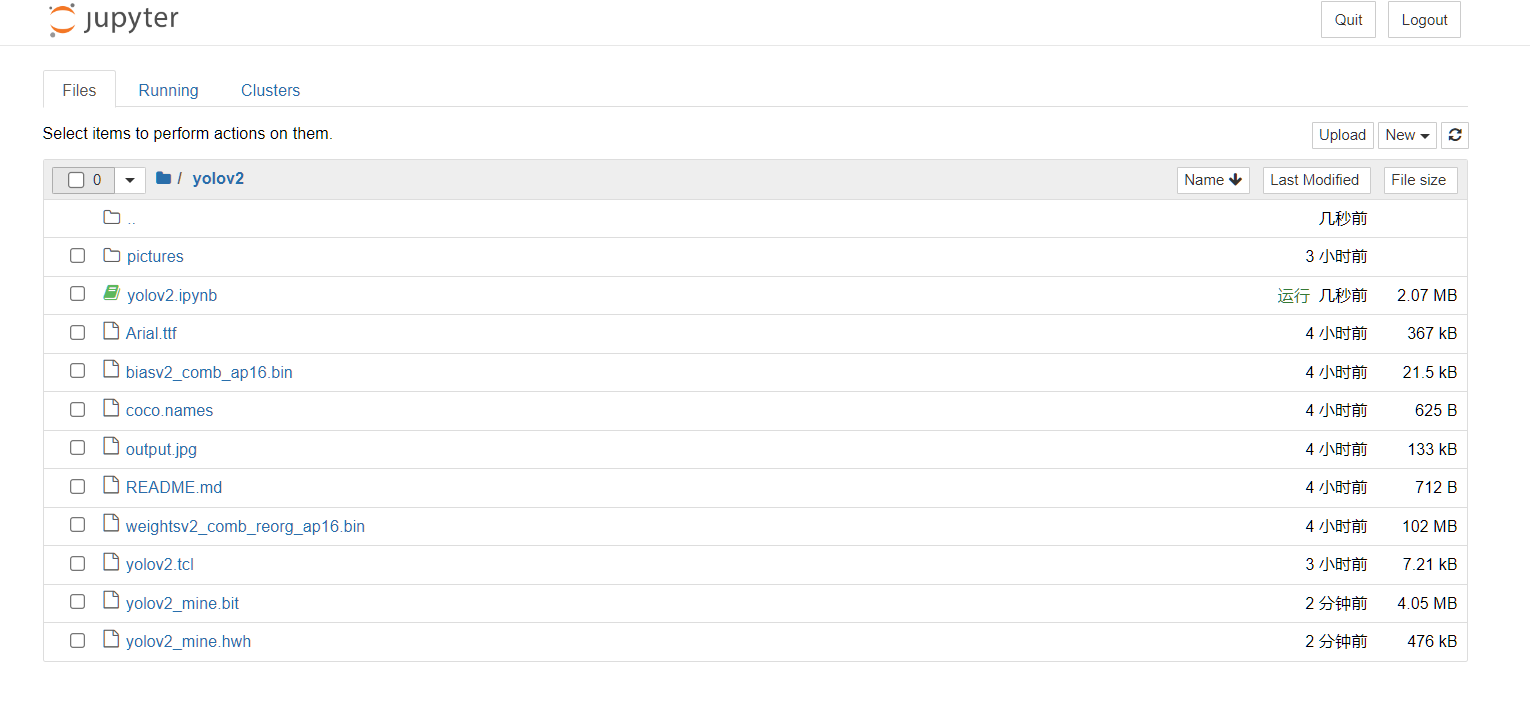 jupyter Quit Logout
Files Running Clusters
Select items to perform actions on them. Upload New
0 / yolov2 Name Last Modified File size
.. 几秒前
pictures 3 小时前
yolov2.ipynb 运行 几秒前 2.07 MB
Arial.ttf 4 小时前 367 kB
biasv2_comb_ap16.bin 4 小时前 21.5 kB
coco.names 4 小时前 625 B
output.jpg 4 小时前 133 kB
README.md 4 小时前 712 B
weightsv2_comb_reorg_ap16.bin 4 小时前 102 MB
yolov2.tcl 3 小时前 7.21 kB
yolov2_mine.bit 2 分钟前 4.05 MB
yolov2_mine.hwh 2 分钟前 476 kB